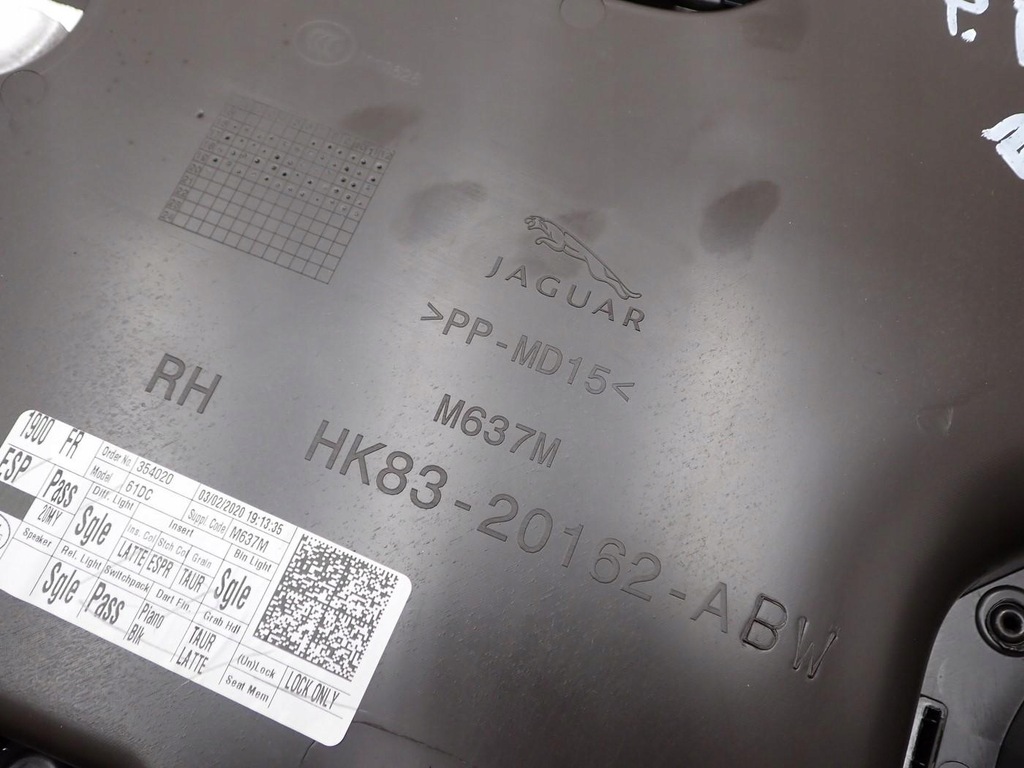 JAGUAR
>PP-MD15<
M637M
RH
HK83-20162-ABW
1900 FR
Order Nr. 354020
03/02/2020 19:13:35
ESP Pass
Model 61DC
Suppl. Code M637M
20MY
Diff. Light Sgle
Insert
Ins. Col LATTE
Stch Col ESPR
Grain TAUR
Bin Light Sgle
Speaker
Rel. Light Sgle
Switchpack Pass
Dart Fin. Piano Blk
Grab Hdl TAUR LATTE
(Un)Lock LOCK ONLY
Seat Mem